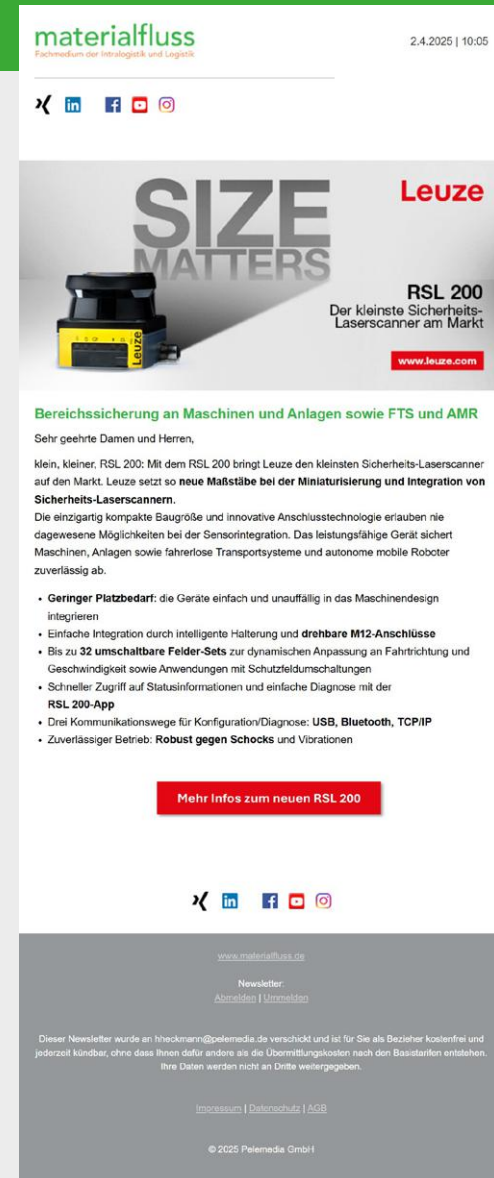 materialfluss
Fachmedium der Intralogistik und Logistik
2.4.2025 | 10:05
SIZE
MATTERS
Leuze
Leuze
RSL 200
Der kleinste Sicherheits-
Laserscanner am Markt
www.leuze.com
Bereichssicherung an Maschinen und Anlagen sowie FTS und AMR
Sehr geehrte Damen und Herren,
klein, kleiner, RSL 200: Mit dem RSL 200 bringt Leuze den kleinsten Sicherheits-Laserscanner
auf den Markt. Leuze setzt so neue Maßstäbe bei der Miniaturisierung und Integration von
Sicherheits-Laserscannern.
Die einzigartig kompakte Baugröße und innovative Anschlusstechnologie erlauben nie
dagewesene Möglichkeiten bei der Sensorintegration. Das leistungsfähige Gerät sichert
Maschinen, Anlagen sowie fahrerlose Transportsysteme und autonome mobile Roboter
zuverlässig ab.
• Geringer Platzbedarf: die Geräte einfach und unauffällig in das Maschinendesign
integrieren
• Einfache Integration durch intelligente Halterung und drehbare M12-Anschlüsse
• Bis zu 32 umschaltbare Felder-Sets zur dynamischen Anpassung an Fahrtrichtung und
Geschwindigkeit sowie Anwendungen mit Schutzfeldumschaltungen
• Schneller Zugriff auf Statusinformationen und einfache Diagnose mit der
RSL 200-App
• Drei Kommunikationswege für Konfiguration/Diagnose: USB, Bluetooth, TCP/IP
• Zuverlässiger Betrieb: Robust gegen Schocks und Vibrationen
Mehr Infos zum neuen RSL 200
www.materialfluss.de
Newsletter:
Abmelden | Ummelden
Dieser Newsletter wurde an hheckmann@pelemedia.de verschickt und ist für Sie als Bezieher kostenfrei und
jederzeit kündbar, ohne dass Ihnen dafür andere als die Übermittlungskosten nach den Basistarifen entstehen.
Ihre Daten werden nicht an Dritte weitergegeben.
Impressum | Datenschutz | AGB
© 2025 Pelemedia GmbH